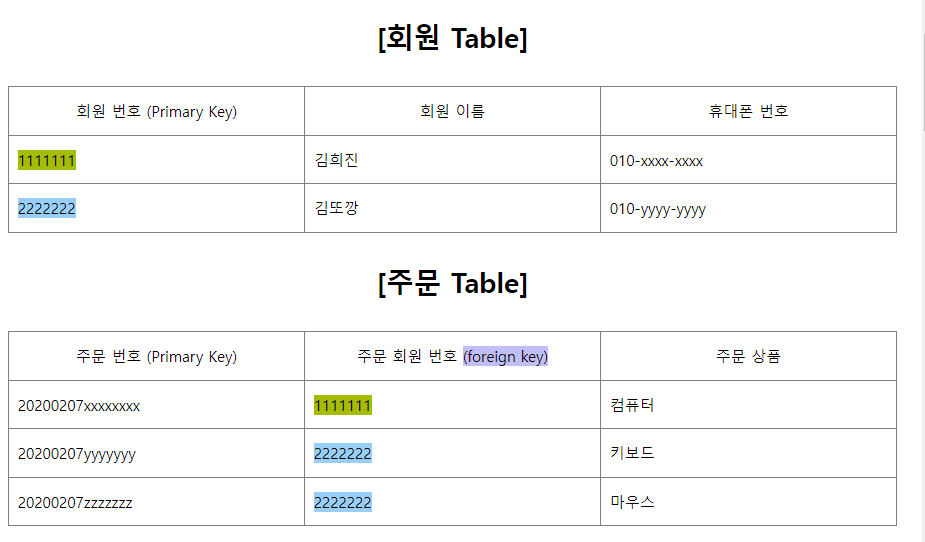 [회원 Table]
회원 번호 (Primary Key) 회원 이름 휴대폰 번호
1111111 김희진 010-xxxx-xxxx
2222222 김또깡 010-yyyy-yyyy
[주문 Table]
주문 번호 (Primary Key) 주문 회원 번호 (foreign key) 주문 상품
20200207xxxxxxxx 1111111 컴퓨터
20200207yyyyyyy 2222222 키보드
20200207zzzzzzz 2222222 마우스